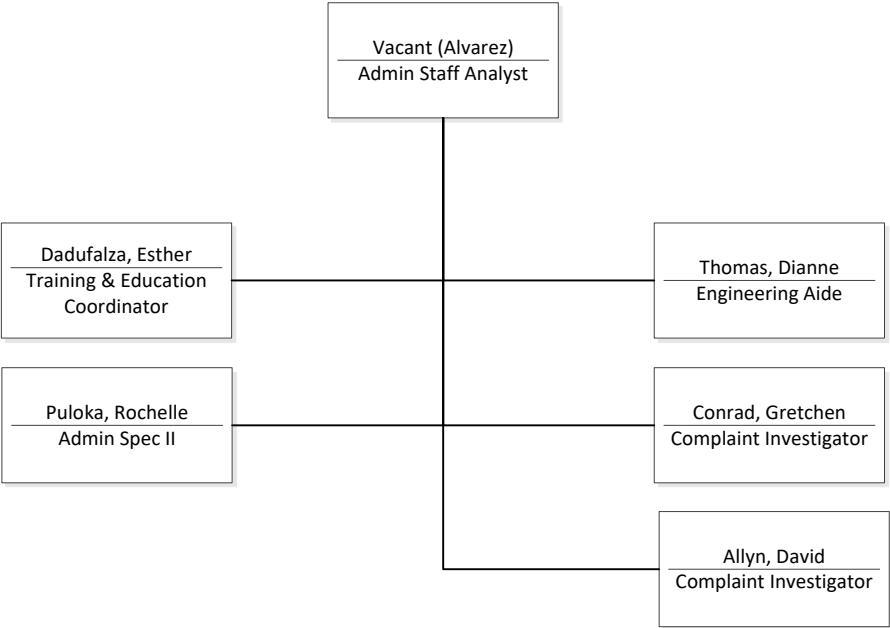 Vacant (Alvarez)
Admin Staff Analyst
Dadufalza, Esther
Training & Education
Coordinator
Thomas, Dianne
Engineering Aide
Puloka, Rochelle
Admin Spec II
Conrad, Gretchen
Complaint Investigator
Allyn, David
Complaint Investigator